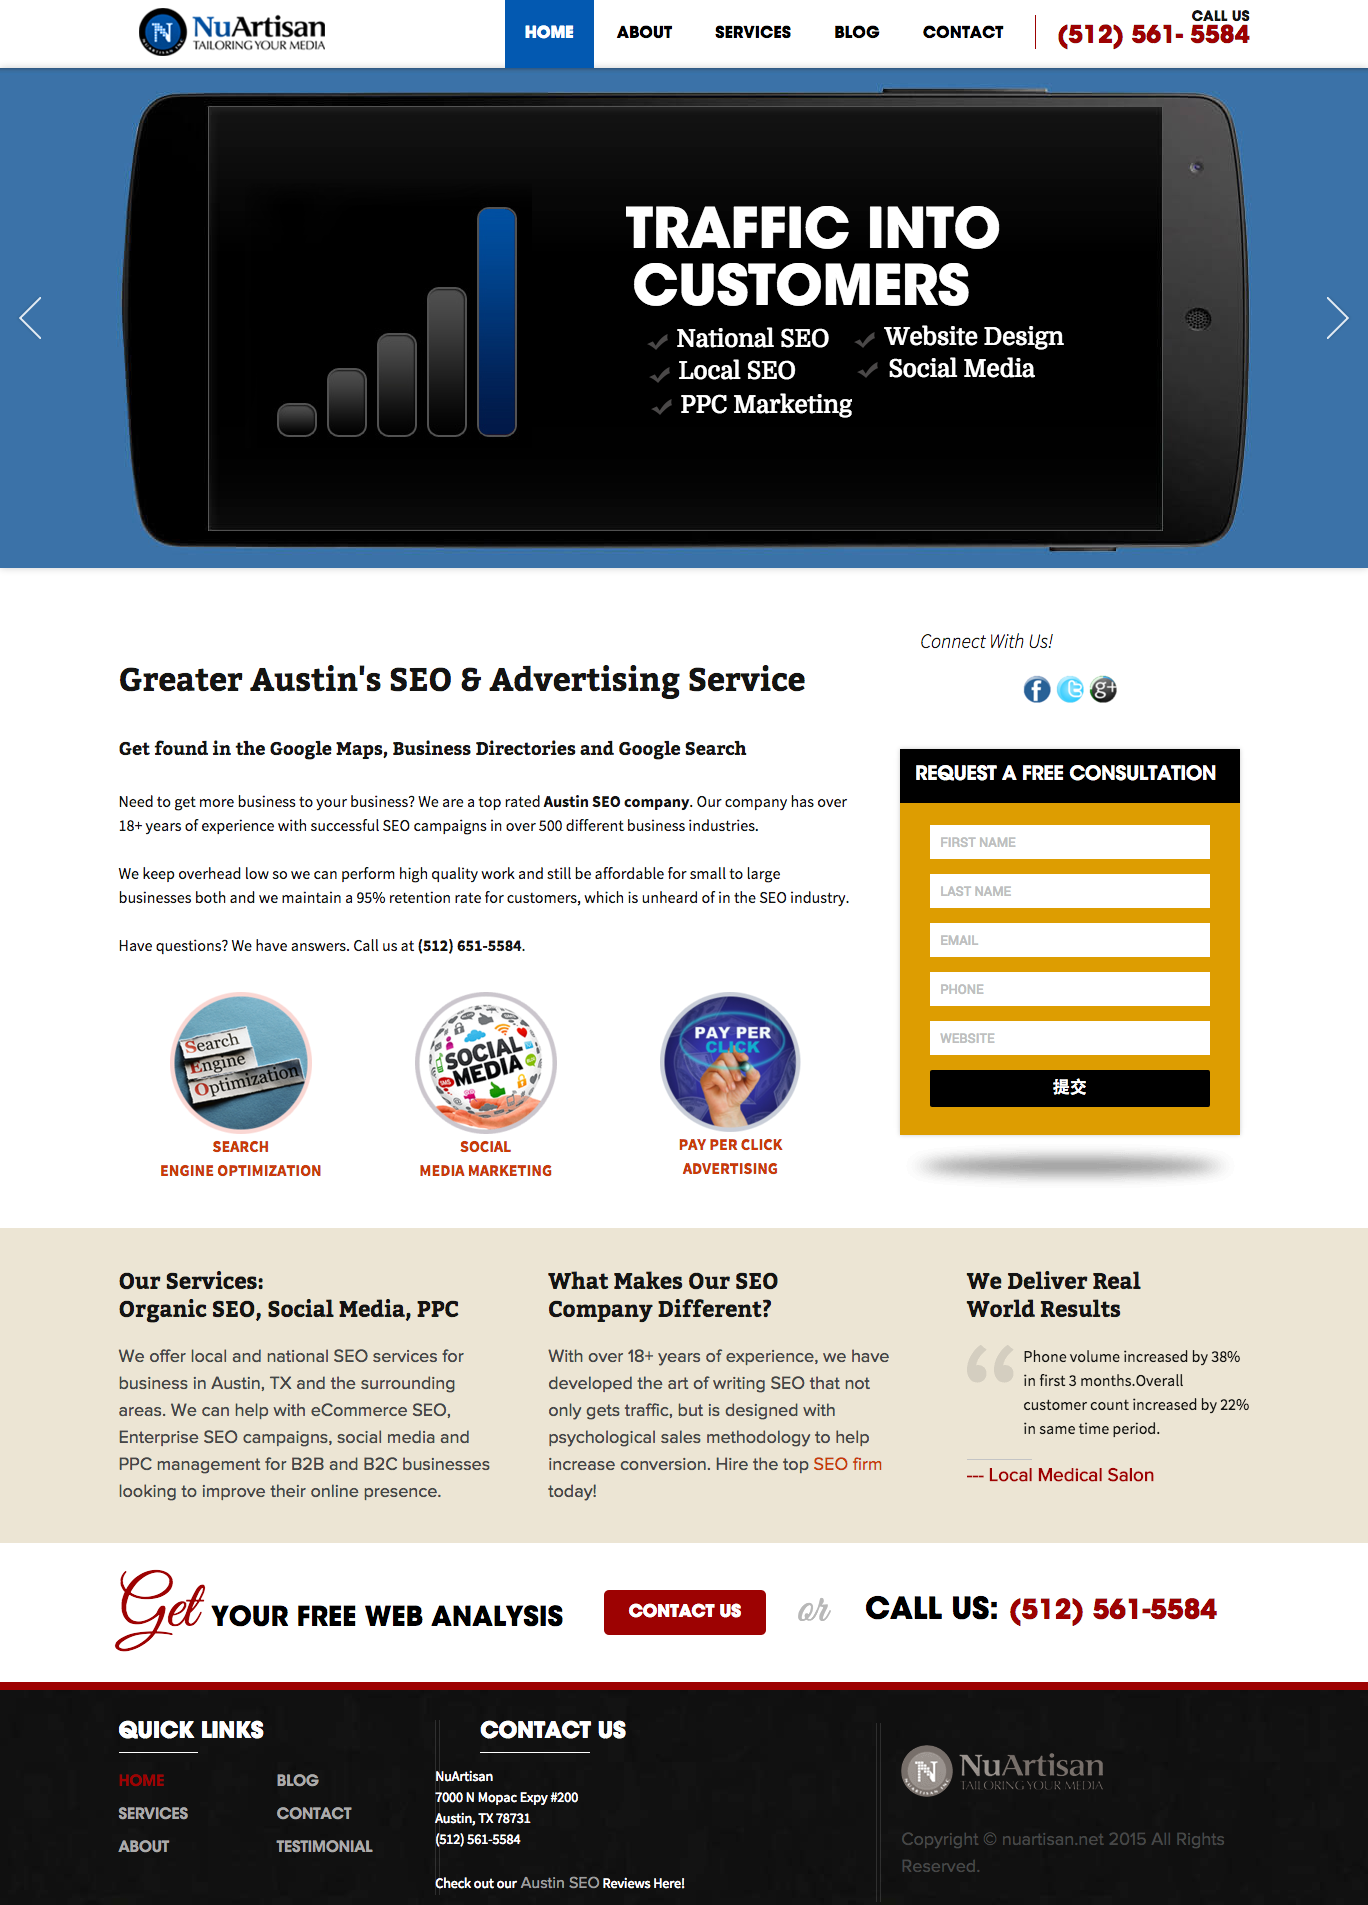 NuArtisan
TAILORING YOUR MEDIA
HOME ABOUT SERVICES BLOG CONTACT
CALL US
(512) 561- 5584
TRAFFIC INTO
CUSTOMERS
National SEO
Local SEO
PPC Marketing
Website Design
Social Media
Connect With Us!
Greater Austin's SEO & Advertising Service
Get found in the Google Maps, Business Directories and Google Search
Need to get more business to your business? We are a top rated Austin SEO company. Our company has over
18+ years of experience with successful SEO campaigns in over 500 different business industries.
We keep overhead low so we can perform high quality work and still be affordable for small to large
businesses both and we maintain a 95% retention rate for customers, which is unheard of in the SEO industry.
Have questions? We have answers. Call us at (512) 651-5584.
Search
Engine
Optimization
SEARCH
ENGINE OPTIMIZATION
SOCIAL
MEDIA
SOCIAL
MEDIA MARKETING
PAY PER
CLICK
PAY PER CLICK
ADVERTISING
REQUEST A FREE CONSULTATION
FIRST NAME
LAST NAME
EMAIL
PHONE
WEBSITE
提交
Our Services:
Organic SEO, Social Media, PPC
We offer local and national SEO services for
business in Austin, TX and the surrounding
areas. We can help with eCommerce SEO,
Enterprise SEO campaigns, social media and
PPC management for B2B and B2C businesses
looking to improve their online presence.
What Makes Our SEO
Company Different?
With over 18+ years of experience, we have
developed the art of writing SEO that not
only gets traffic, but is designed with
psychological sales methodology to help
increase conversion. Hire the top SEO firm
today!
We Deliver Real
World Results
Phone volume increased by 38%
in first 3 months.Overall
customer count increased by 22%
in same time period.
--- Local Medical Salon
Get YOUR FREE WEB ANALYSIS
CONTACT US
or
CALL US: (512) 561-5584
QUICK LINKS
HOME
SERVICES
ABOUT
BLOG
CONTACT
TESTIMONIAL
CONTACT US
NuArtisan
7000 N Mopac Expy #200
Austin, TX 78731
(512) 561-5584
Check out our Austin SEO Reviews Here!
NuArtisan
TAILORING YOUR MEDIA
Copyright © nuartisan.net 2015 All Rights
Reserved.